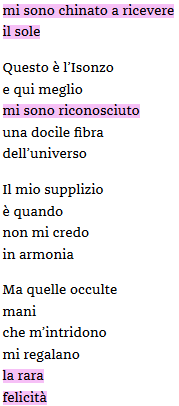 mi sono chinato a ricevere
il sole
Questo è l’Isonzo
e qui meglio
mi sono riconosciuto
una docile fibra
dell’universo
Il mio supplizio
è quando
non mi credo
in armonia
Ma quelle occulte
mani
che m’intridono
mi regalano
la rara
felicità